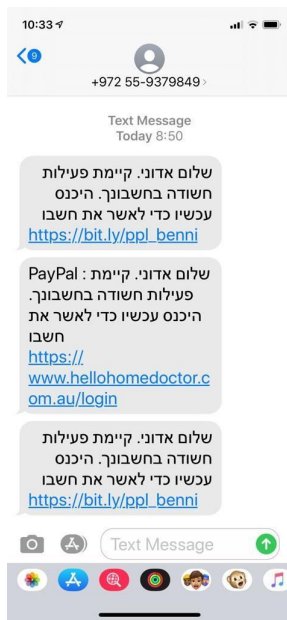 10:33
9
+972 55-9379849
Text Message
Today 8:50
שלום אדוני. קיימת פעילות
חשודה בחשבונך. היכנס
עכשיו כדי לאשר את חשבו
https://bit.ly/ppl_benni
PayPal : שלום אדוני. קיימת
פעילות חשודה בחשבונך.
היכנס עכשיו כדי לאשר את
חשבו
https://
www.hellohomedoctor.c
om.au/login
שלום אדוני. קיימת פעילות
חשודה בחשבונך. היכנס
עכשיו כדי לאשר את חשבו
https://bit.ly/ppl_benni
Text Message